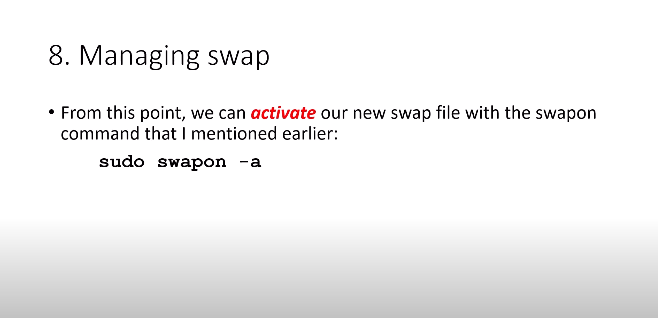 8. Managing swap
• From this point, we can activate our new swap file with the swapon
command that I mentioned earlier:
sudo swapon -a